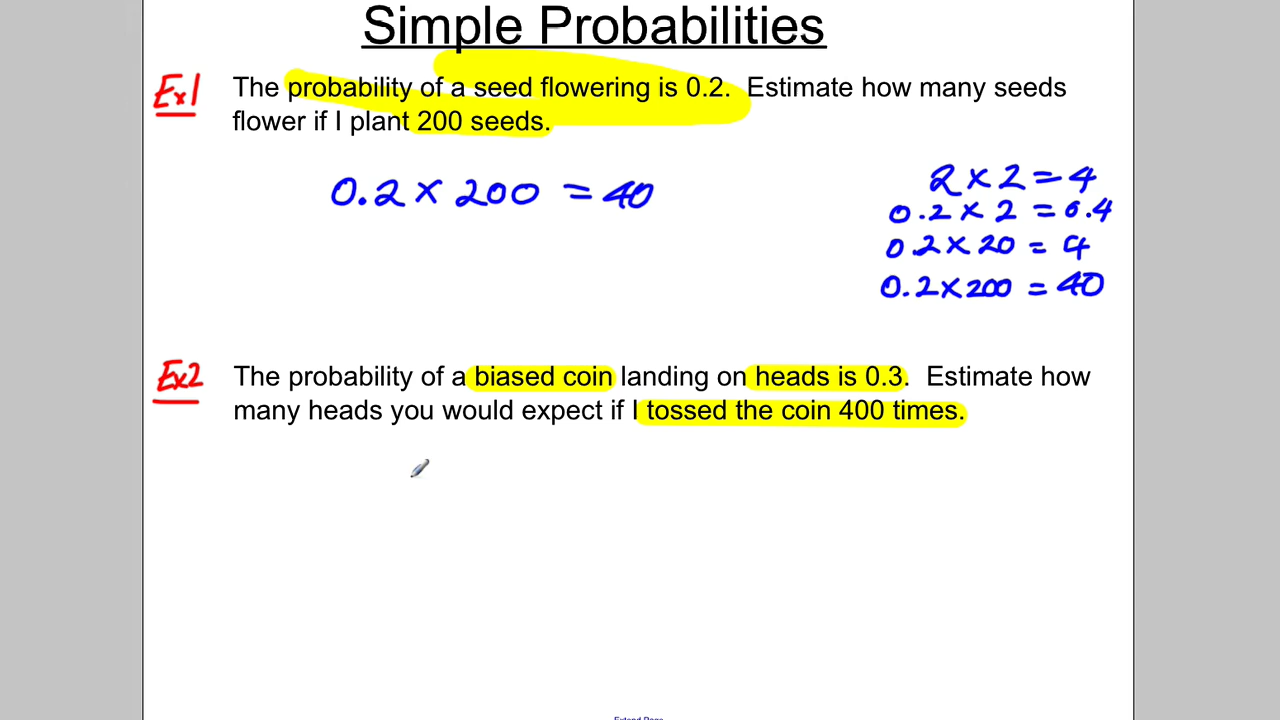 Simple Probabilities
Ex1 The probability of a seed flowering is 0.2. Estimate how many seeds
flower if I plant 200 seeds.
0.2 × 200 = 40
2 × 2 = 4
0.2 × 2 = 0.4
0.2 × 20 = 4
0.2 × 200 = 40
Ex2 The probability of a biased coin landing on heads is 0.3. Estimate how
many heads you would expect if I tossed the coin 400 times.
Extend Page